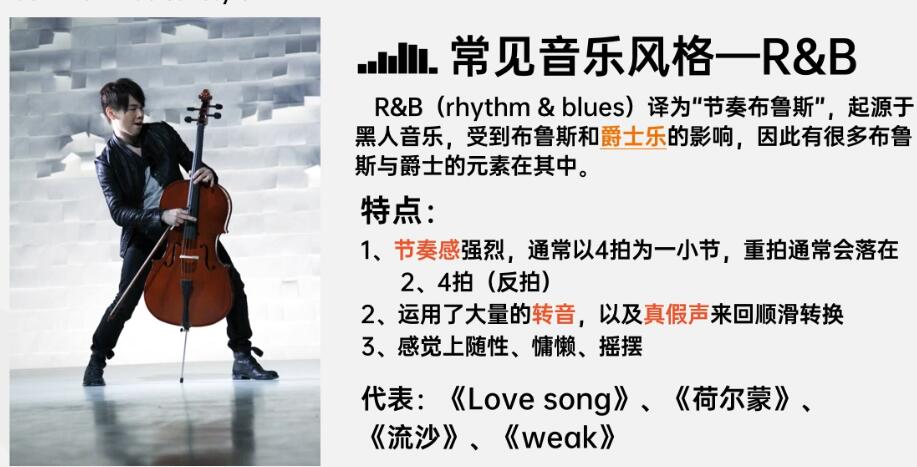 常见音乐风格—R&B
R&B（rhythm & blues）译为"节奏布鲁斯"，起源于
黑人音乐，受到布鲁斯和爵士乐的影响，因此有很多布鲁
斯与爵士的元素在其中。
特点：
1、节奏感强烈，通常以4拍为一小节，重拍通常会落在
2、4拍（反拍）
2、运用了大量的转音，以及真假声来回顺滑转换
3、感觉上随性、慵懒、摇摆
代表：《Love song》、《荷尔蒙》、
《流沙》、《weak》